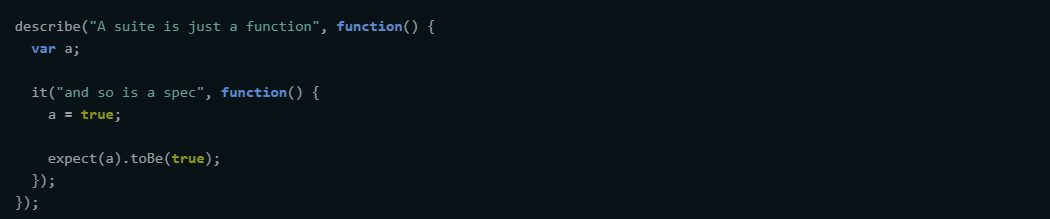 describe("A suite is just a function", function() {
  var a;

  it("and so is a spec", function() {
    a = true;

    expect(a).toBe(true);
  });
});